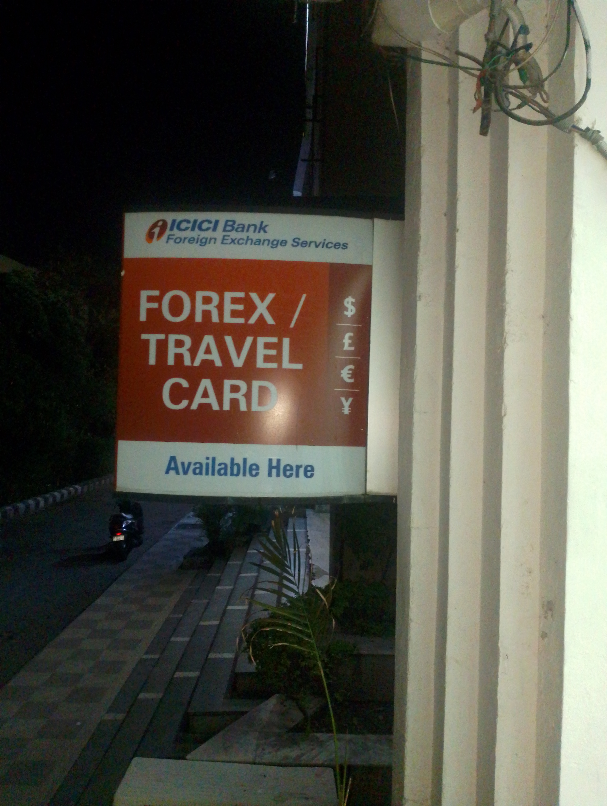 ICICI Bank
Foreign Exchange Services
FOREX /
TRAVEL
CARD
$
£
€
¥
Available Here